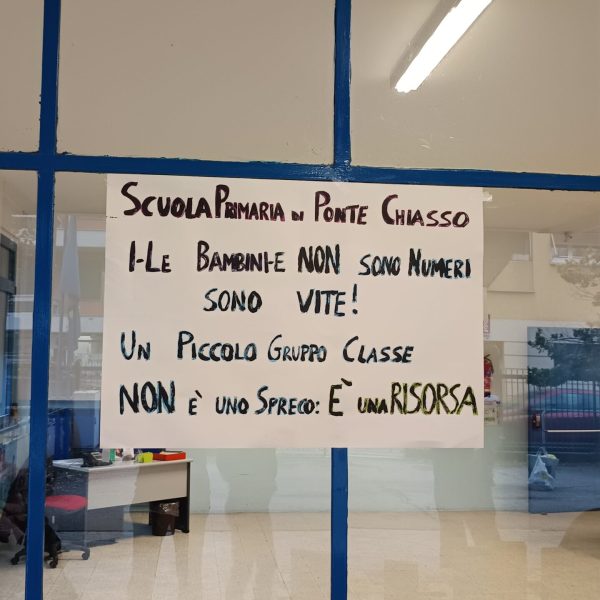 SCUOLA PRIMARIA DI PONTE CHIASSO
I-LE BAMBINI-E NON SONO NUMERI
SONO VITE!
UN PICCOLO GRUPPO CLASSE
NON È UNO SPRECO: È UNA RISORSA